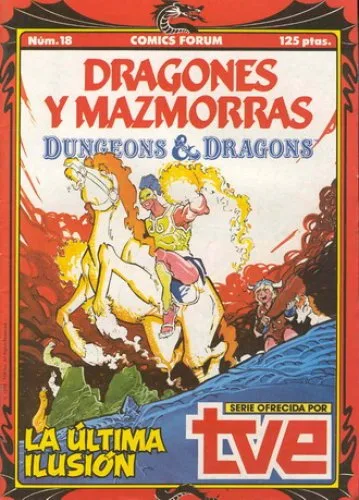 Núm. 18 COMICS FORUM 125 ptas.
DRAGONES
Y MAZMORRAS
DUNGEONS & DRAGONS
SERIE OFRECIDA POR
tve
LA ÚLTIMA
ILUSIÓN